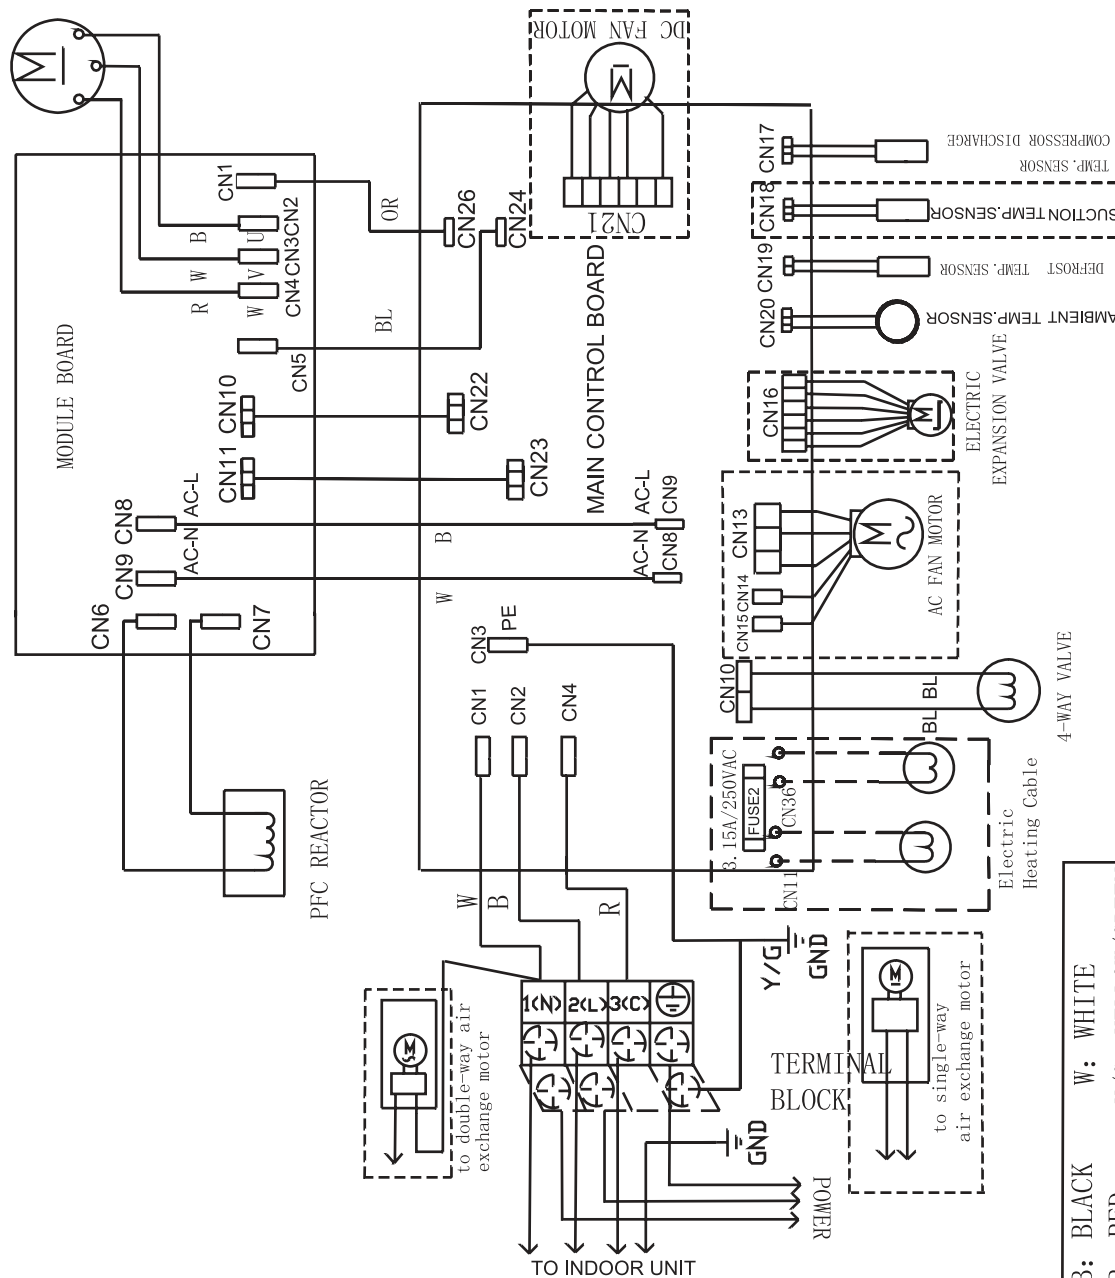 DC FAN MOTOR
M
CN21
M
CN1
B
W
R
U
V
W
CN2
CN3
CN4
CN5
MODULE BOARD
OR
BL
CN26
CN24
CN10
CN22
CN11
CN23
CN8
AC-L
CN9
AC-N
B
W
AC-L
CN9
AC-N
CN8
CN6
CN7
PFC REACTOR
MAIN CONTROL BOARD
CN17
COMPRESSOR DISCHARGE
TEMP. SENSOR
CN18
SUCTION TEMP.SENSOR
CN19
DEFROST TEMP. SENSOR
CN20
AMBIENT TEMP.SENSOR
CN16
M
ELECTRIC
EXPANSION VALVE
CN13
CN14
CN15
M
AC FAN MOTOR
CN10
BL
BL
4-WAY VALVE
3.15A/250VAC
FUSE2
CN36
CN11
Electric
Heating Cable
CN3
PE
CN1
CN2
CN4
W
B
R
Y/G
GND
1(N)
2(L)
3(C)
TERMINAL
BLOCK
M
to double-way air
exchange motor
M
to single-way
air exchange motor
GND
POWER
TO INDOOR UNIT
B: BLACK
W: WHITE
RED